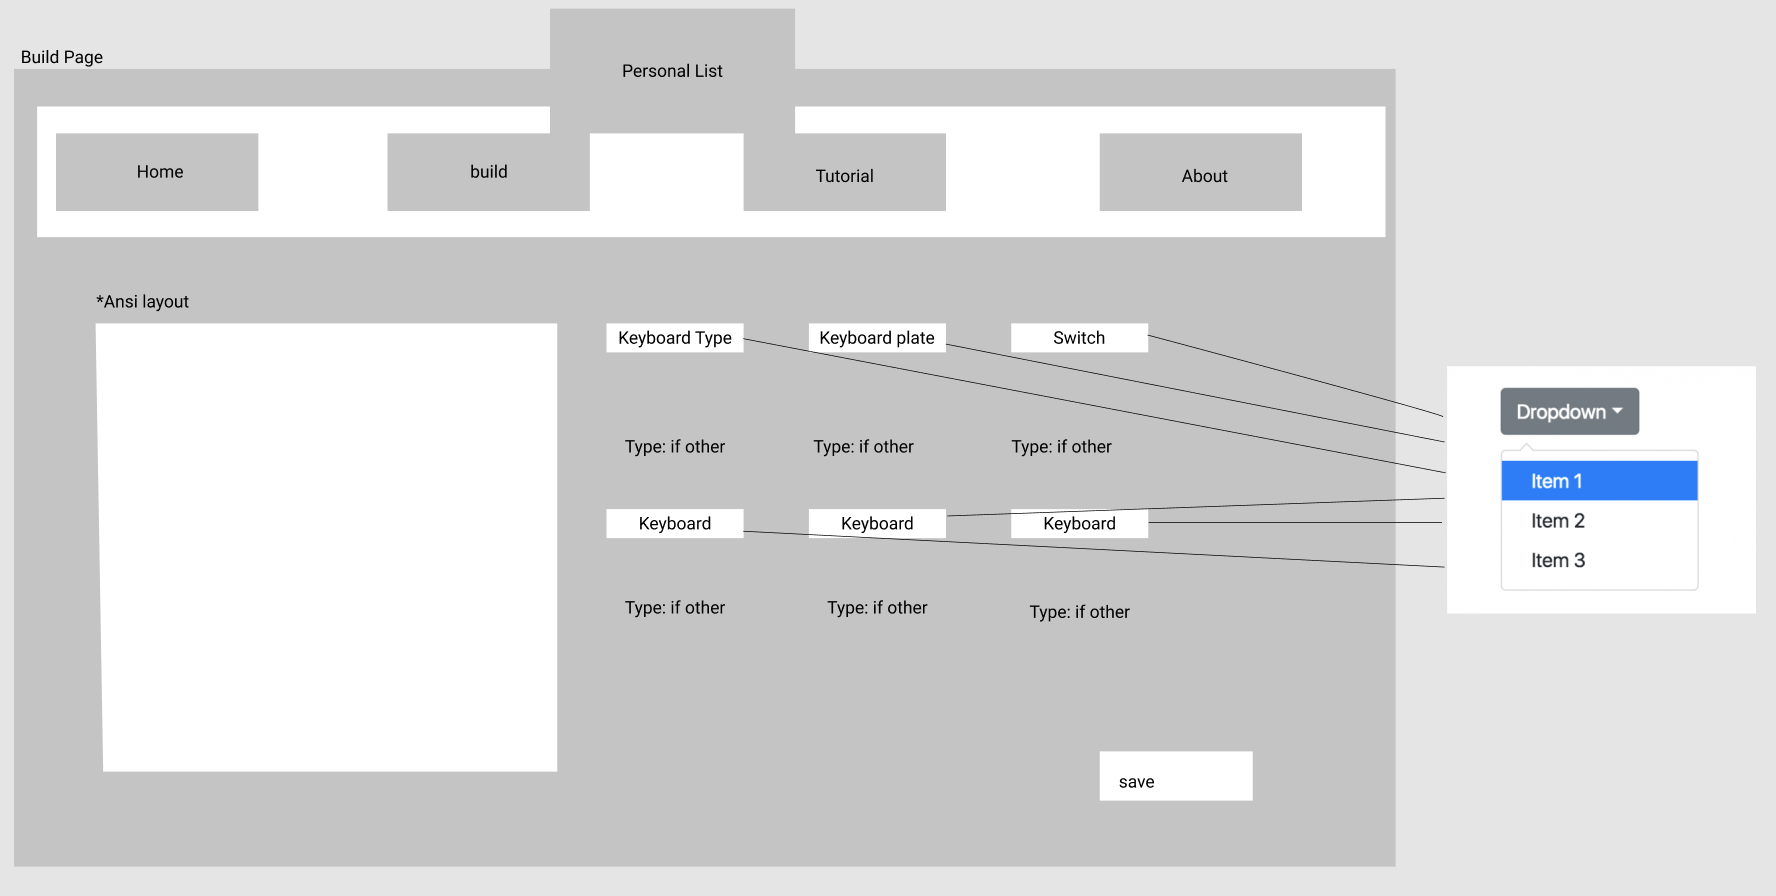 Build Page
Personal List
Home
build
Tutorial
About
*Ansi layout
Keyboard Type
Keyboard plate
Switch
Type: if other
Type: if other
Type: if other
Keyboard
Keyboard
Keyboard
Type: if other
Type: if other
Type: if other
save
Dropdown
Item 1
Item 2
Item 3